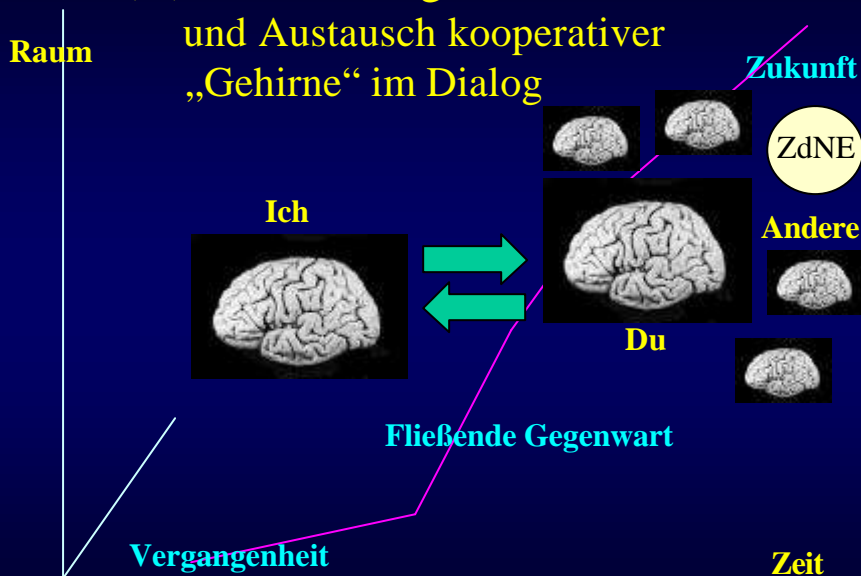 und Austausch kooperativer
„Gehirne“ im Dialog
Raum
Zukunft
ZdNE
Ich
Andere
Du
Fließende Gegenwart
Vergangenheit
Zeit